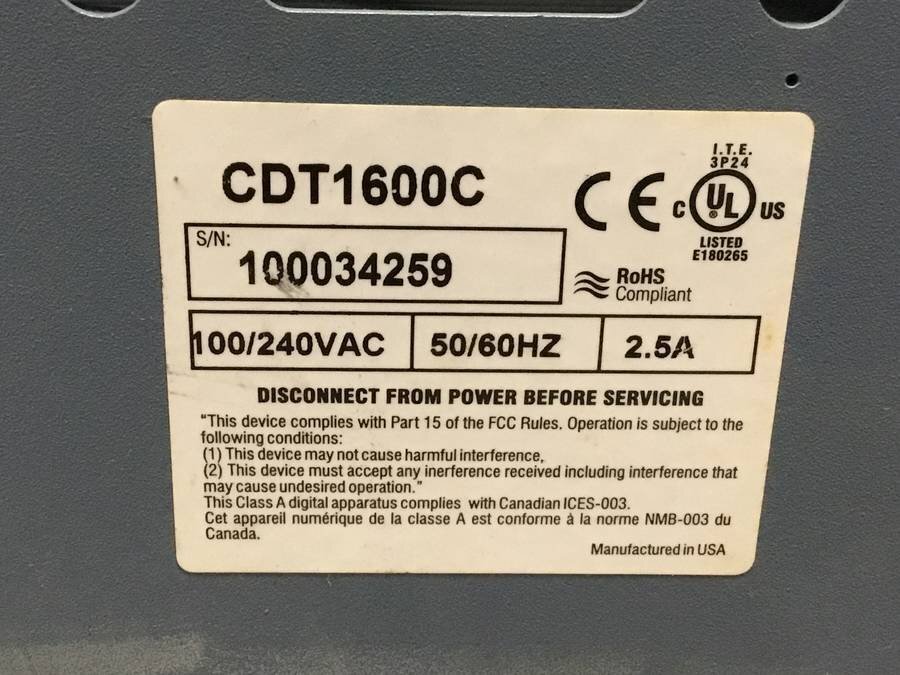 CDT1600C
I.T.E.
3P24
CE
C UL US
®
LISTED
E180265
S/N:
100034259
RoHS
Compliant
100/240VAC 50/60HZ 2.5A
DISCONNECT FROM POWER BEFORE SERVICING
"This device complies with Part 15 of the FCC Rules. Operation is subject to the
following conditions:
(1) This device may not cause harmful interference,
(2) This device must accept any inerference received including interference that
may cause undesired operation."
This Class A digital apparatus complies with Canadian ICES-003.
Cet appareil numérique de la classe A est conforme à la norme NMB-003 du
Canada.
Manufactured in USA